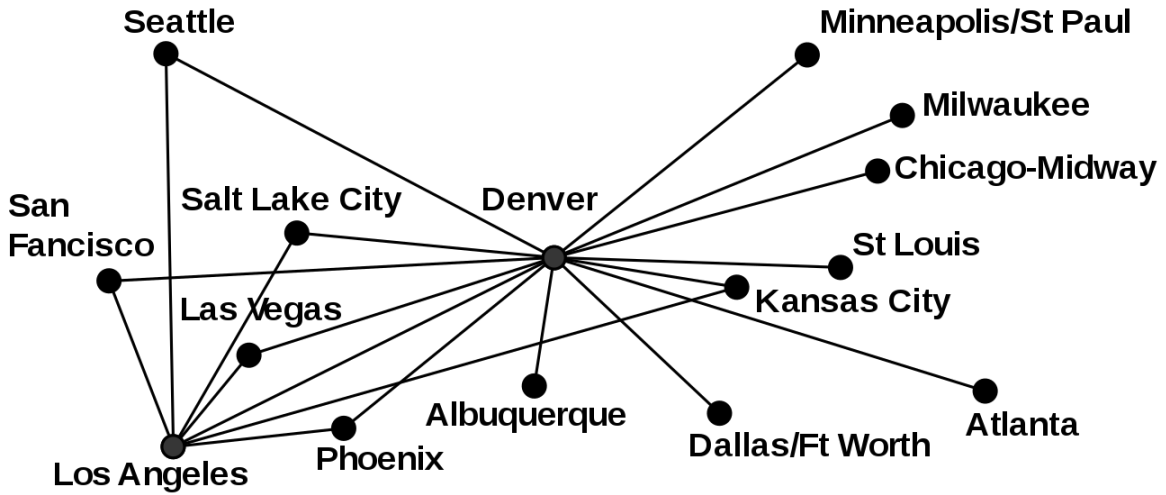 Seattle
Minneapolis/St Paul
Milwaukee
Chicago-Midway
Salt Lake City
Denver
San
Fancisco
St Louis
Las Vegas
Kansas City
Albuquerque
Atlanta
Dallas/Ft Worth
Phoenix
Los Angeles